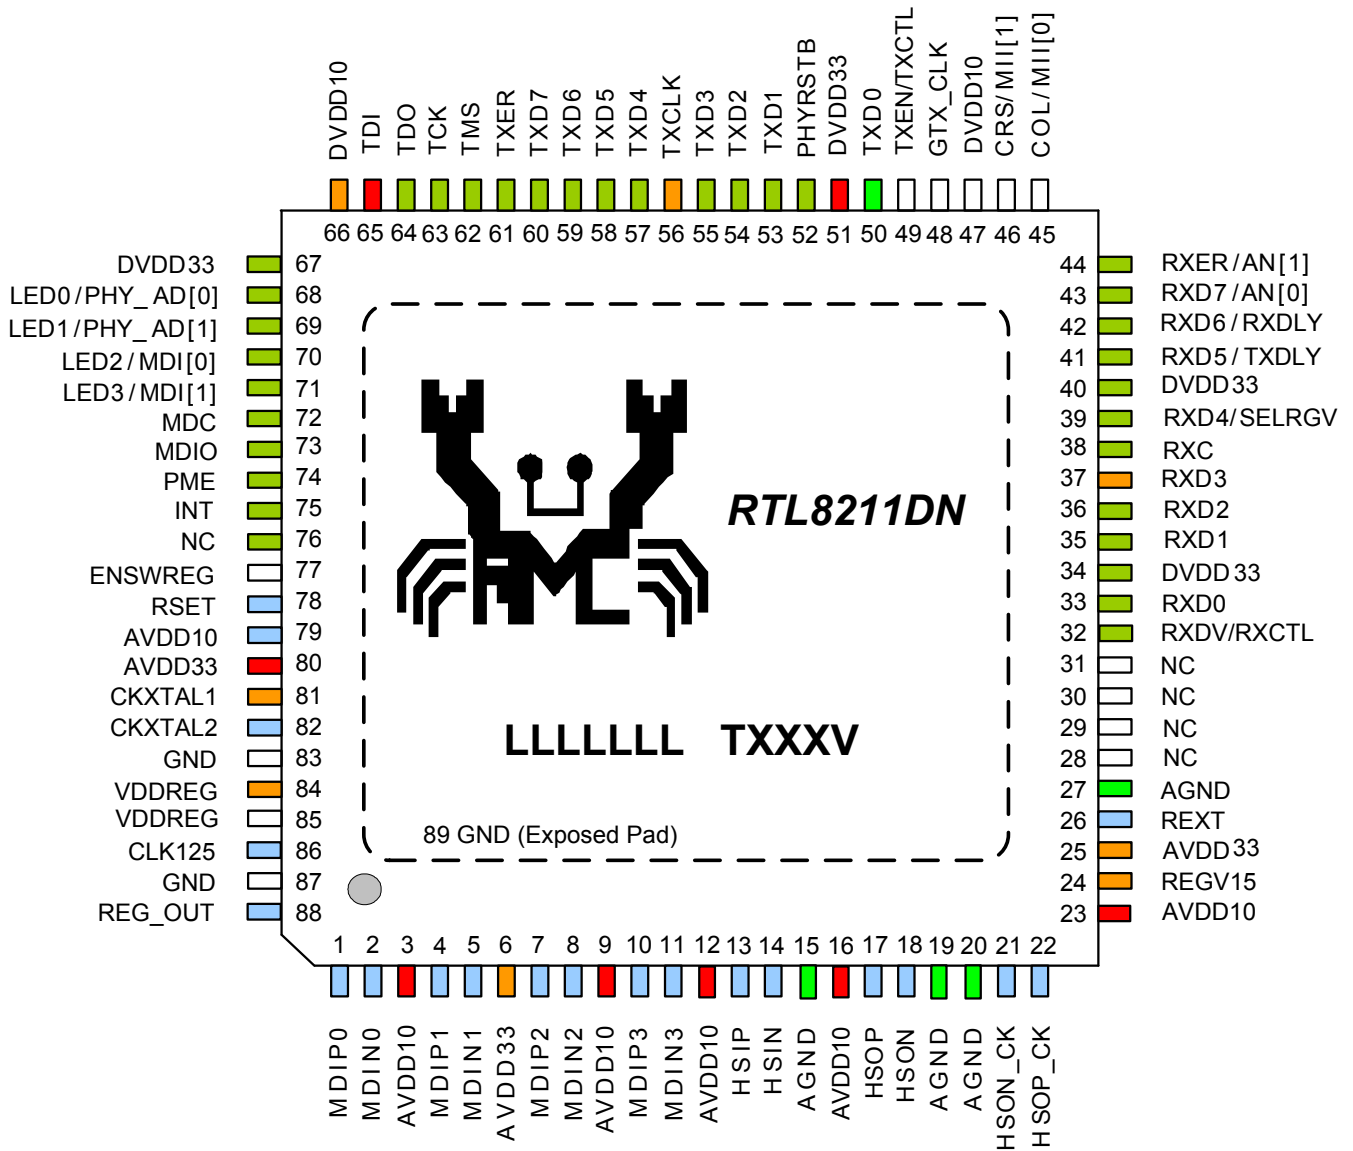 DVDD10
TDI
TDO
TCK
TMS
TXER
TXD7
TXD6
TXD5
TXD4
TXCLK
TXD3
TXD2
TXD1
PHYRSTB
DVDD33
TXD0
TXEN/TXCTL
GTX_CLK
DVDD10
CRS/MII[1]
COL/MII[0]
66 65 64 63 62 61 60 59 58 57 56 55 54 53 52 51 50 49 48 47 46 45
DVDD33 67
LED0/PHY_AD[0] 68
LED1/PHY_AD[1] 69
LED2/MDI[0] 70
LED3/MDI[1] 71
MDC 72
MDIO 73
PME 74
INT 75
NC 76
ENSWREG 77
RSET 78
AVDD10 79
AVDD33 80
CKXTAL1 81
CKXTAL2 82
GND 83
VDDREG 84
VDDREG 85
CLK125 86
GND 87
REG_OUT 88
RTL8211DN
LLLLLLL TXXXV
89 GND (Exposed Pad)
44 RXER/AN[1]
43 RXD7/AN[0]
42 RXD6/RXDLY
41 RXD5/TXDLY
40 DVDD33
39 RXD4/SELRGV
38 RXC
37 RXD3
36 RXD2
35 RXD1
34 DVDD33
33 RXD0
32 RXDV/RXCTL
31 NC
30 NC
29 NC
28 NC
27 AGND
26 REXT
25 AVDD33
24 REGV15
23 AVDD10
1 2 3 4 5 6 7 8 9 10 11 12 13 14 15 16 17 18 19 20 21 22
MDIP0
MDIN0
AVDD10
MDIP1
MDIN1
AVDD33
MDIP2
MDIN2
AVDD10
MDIP3
MDIN3
AVDD10
HSIP
HSIN
AGND
AVDD10
HSOP
HSON
AGND
AGND
HSON_CK
HSOP_CK